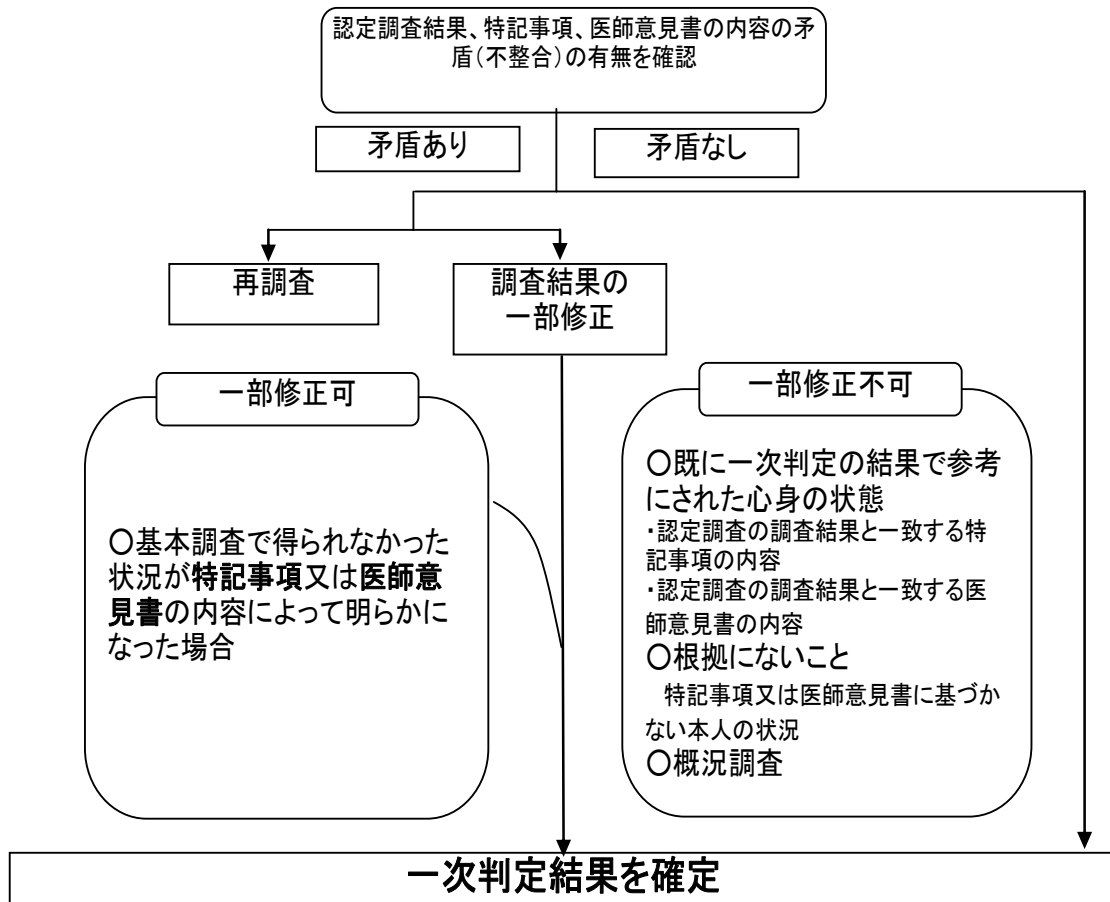 認定調査結果、特記事項、医師意見書の内容の矛
盾(不整合)の有無を確認
矛盾あり
矛盾なし
再調査
調査結果の
一部修正
一部修正可
○基本調査で得られなかった
状況が特記事項又は医師意
見書の内容によって明らかに
なった場合
一部修正不可
○既に一次判定の結果で参考
にされた心身の状態
・認定調査の調査結果と一致する特
記事項の内容
・認定調査の調査結果と一致する医
師意見書の内容
○根拠にないこと
特記事項又は医師意見書に基づか
ない本人の状況
○概況調査
一次判定結果を確定